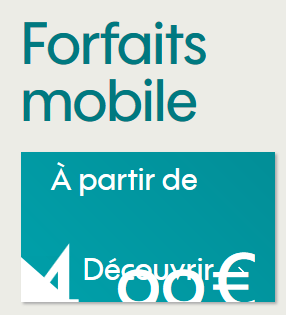 Forfaits
mobile
À partir de
Découvrir
€